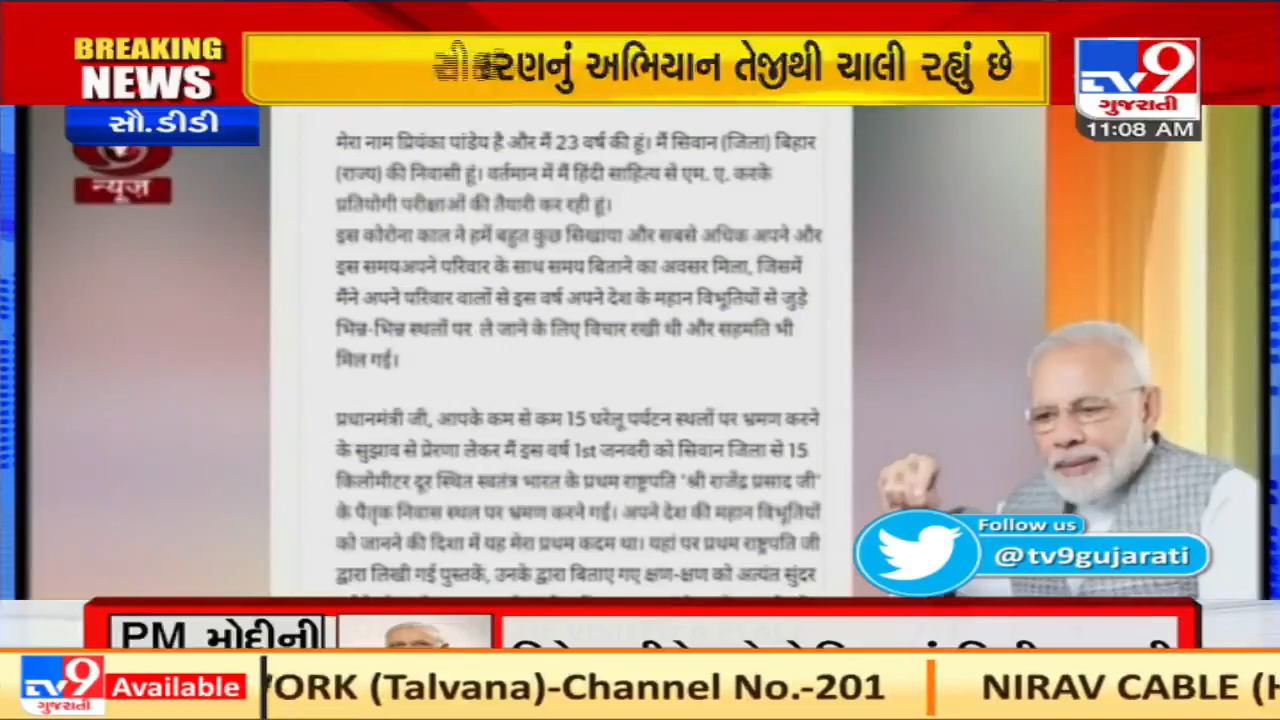 BREAKING
NEWS
રણનું અભિયાન તેજીથી ચાલી રહ્યું છે
TV9
ગુજરાતી
11:08 AM
સૌ.ડીડી
न्यूज़
मेरा नाम प्रियंका पांडेय है और मैं 23 वर्ष की हूं। मैं सिवान (जिला) बिहार
(राज्य) की निवासी हूं। वर्तमान में मैं हिंदी साहित्य से एम. ए. करके
प्रतियोगी परीक्षाओं की तैयारी कर रही हूं।
इस कोरोना काल ने हमें बहुत कुछ सिखाया और सबसे अधिक अपने और
इस समयअपने परिवार के साथ समय बिताने का अवसर मिला, जिसमें
मैंने अपने परिवार वालों से इस वर्ष अपने देश के महान विभूतियों से जुड़े
भिन्न-भिन्न स्थलों पर ले जाने के लिए विचार रखी थी और सहमति भी
मिल गई।
प्रधानमंत्री जी, आपके कम से कम 15 घरेलू पर्यटन स्थलों पर भ्रमण करने
के सुझाव से प्रेरणा लेकर मैं इस वर्ष 1st जनवरी को सिवान जिला से 15
किलोमीटर दूर स्थित स्वतंत्र भारत के प्रथम राष्ट्रपति "श्री राजेंद्र प्रसाद जी"
के पैतृक निवास स्थल पर भ्रमण करने गई। अपने देश की महान विभूतियों
को जानने की दिशा में यह मेरा प्रथम कदम था। यहां पर प्रथम राष्ट्रपति जी
द्वारा लिखी गई पुस्तकें, उनके द्वारा बिताए गए क्षण-क्षण को अत्यंत सुंदर
Follow us
@tv9gujarati
PM મોદીની
TV9
ગુજરાતી
Available
WORK (Talvana)-Channel No.-201
NIRAV CABLE (H